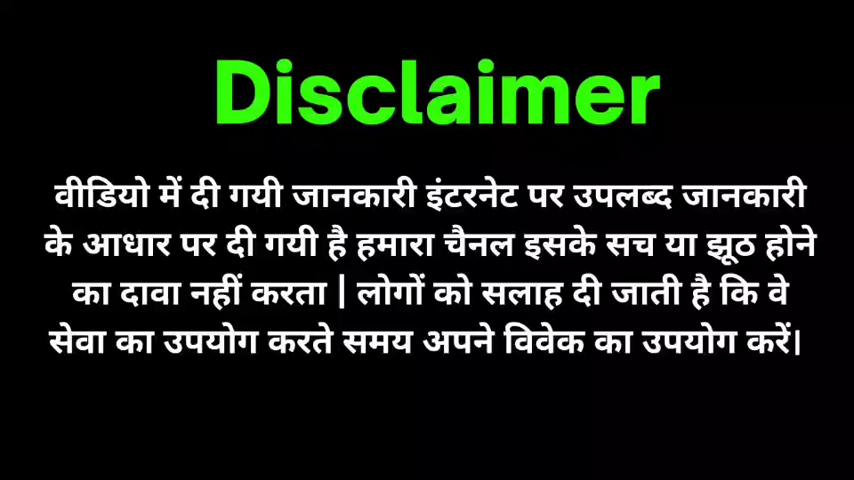 Disclaimer
वीडियो में दी गयी जानकारी इंटरनेट पर उपलब्द जानकारी
के आधार पर दी गयी है हमारा चैनल इसके सच या झूठ होने
का दावा नहीं करता | लोगों को सलाह दी जाती है कि वे
सेवा का उपयोग करते समय अपने विवेक का उपयोग करें।